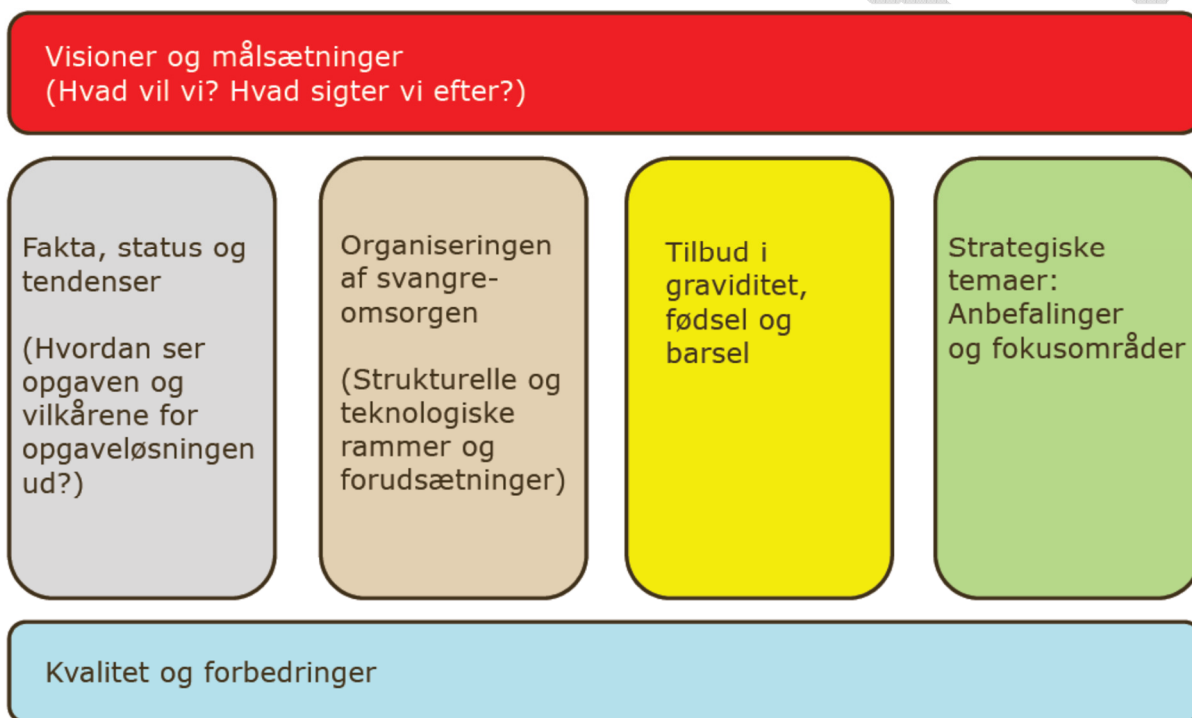 Visioner og målsætninger
(Hvad vil vi? Hvad sigter vi efter?)
Fakta, status og
tendenser
(Hvordan ser
opgaven og
vilkårene for
opgaveløsningen
ud?)
Organiseringen
af svangre-
omsorgen
(Strukturelle og
teknologiske
rammer og
forudsætninger)
Tilbud i
graviditet,
fødsel og
barsel
Strategiske
temaer:
Anbefalinger
og fokusområder
Kvalitet og forbedringer